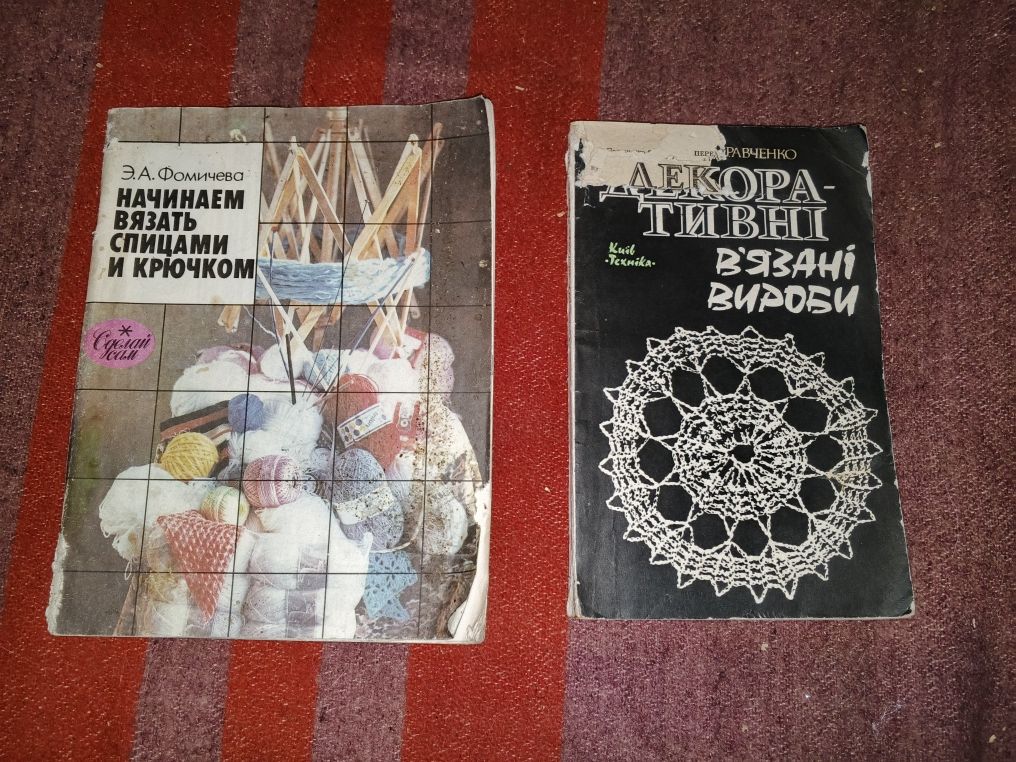 Э.А. Фомичева
НАЧИНАЕМ
ВЯЗАТЬ
СПИЦАМИ
И КРЮЧКОМ
Сделай
сам
РАВЧЕНКО
ДЕКОРА-
ТИВНІ
Київ
•Техніка•
В'ЯЗАНІ
ВИРОБИ